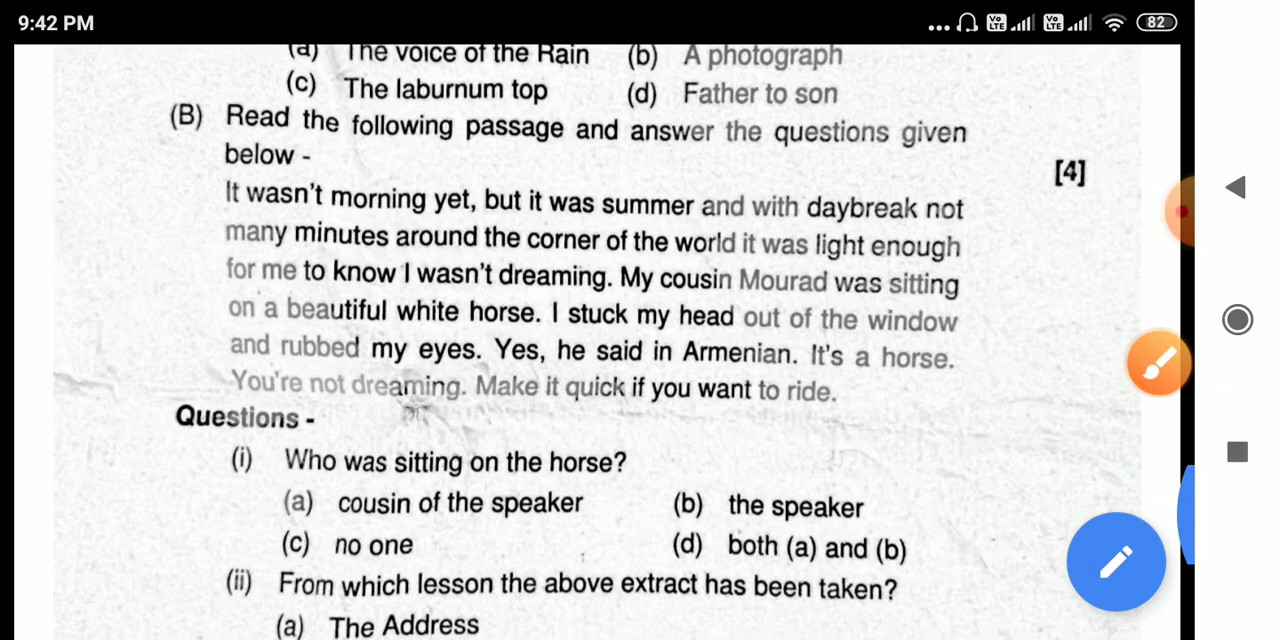 9:42 PM
Vo LTE Vo LTE 82
(a) The voice of the Rain (b) A photograph
(c) The laburnum top (d) Father to son
(B) Read the following passage and answer the questions given
below -
[4]
It wasn't morning yet, but it was summer and with daybreak not
many minutes around the corner of the world it was light enough
for me to know I wasn't dreaming. My cousin Mourad was sitting
on a beautiful white horse. I stuck my head out of the window
and rubbed my eyes. Yes, he said in Armenian. It's a horse.
You're not dreaming. Make it quick if you want to ride.
Questions -
(i) Who was sitting on the horse?
(a) cousin of the speaker (b) the speaker
(c) no one (d) both (a) and (b)
(ii) From which lesson the above extract has been taken?
(a) The Address